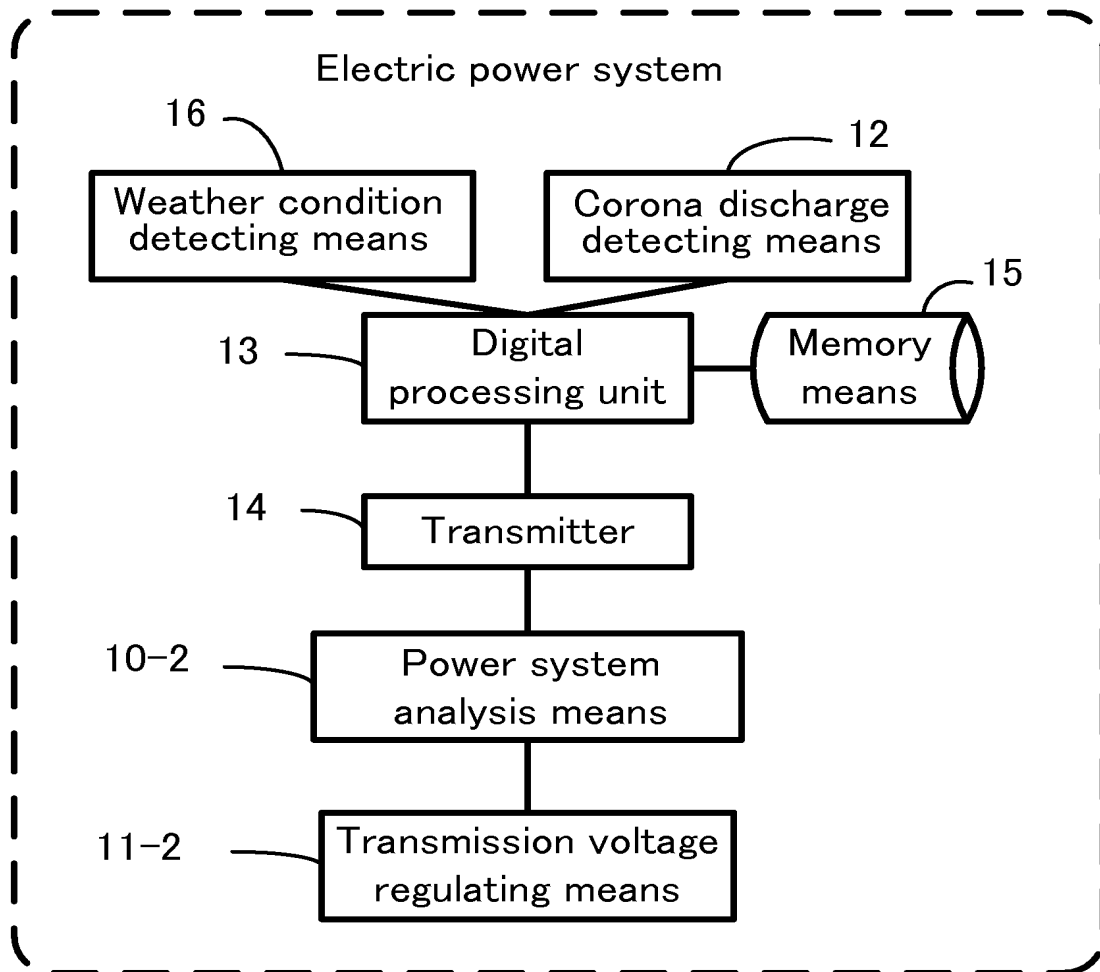 Electric power system
16
12
Weather condition
detecting means
Corona discharge
detecting means
15
13
Digital
processing unit
Memory
means
14
Transmitter
10-2
Power system
analysis means
11-2
Transmission voltage
regulating means